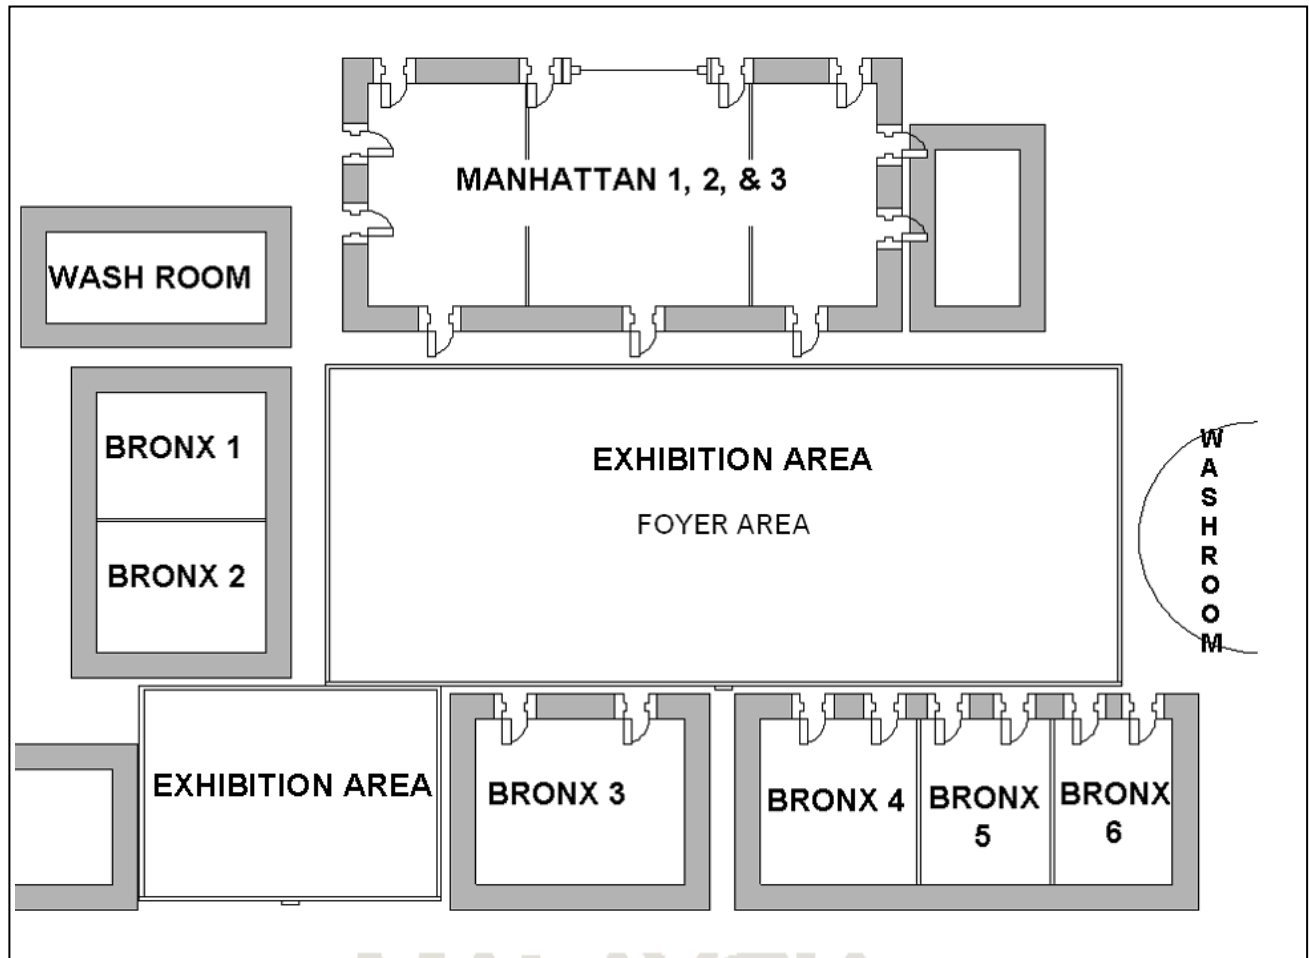 MANHATTAN 1, 2, & 3
WASH ROOM
BRONX 1
EXHIBITION AREA
FOYER AREA
BRONX 2
WASHROOM
EXHIBITION AREA
BRONX 3
BRONX 4
BRONX
5
BRONX
6